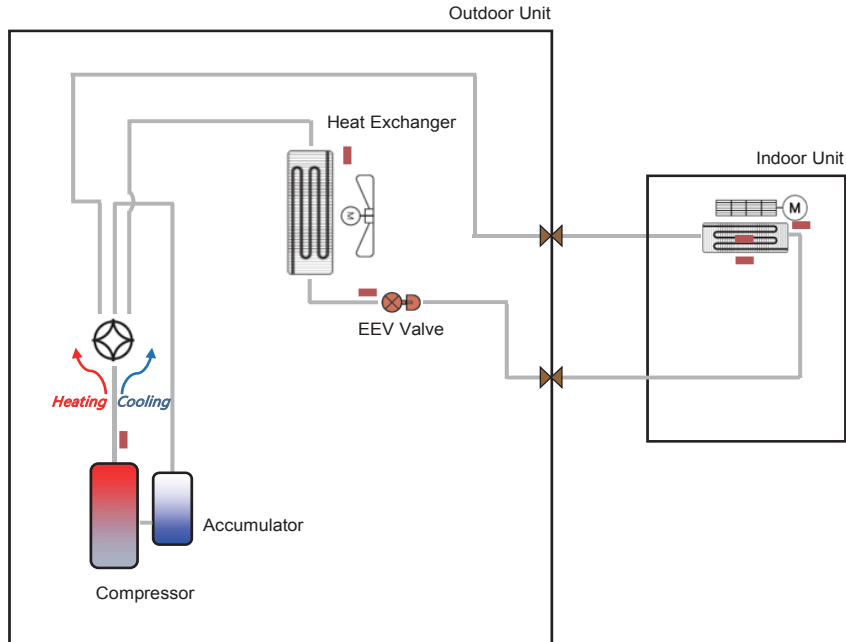 Outdoor Unit
Heat Exchanger
Indoor Unit
M
M
EEV Valve
Heating
Cooling
Accumulator
Compressor